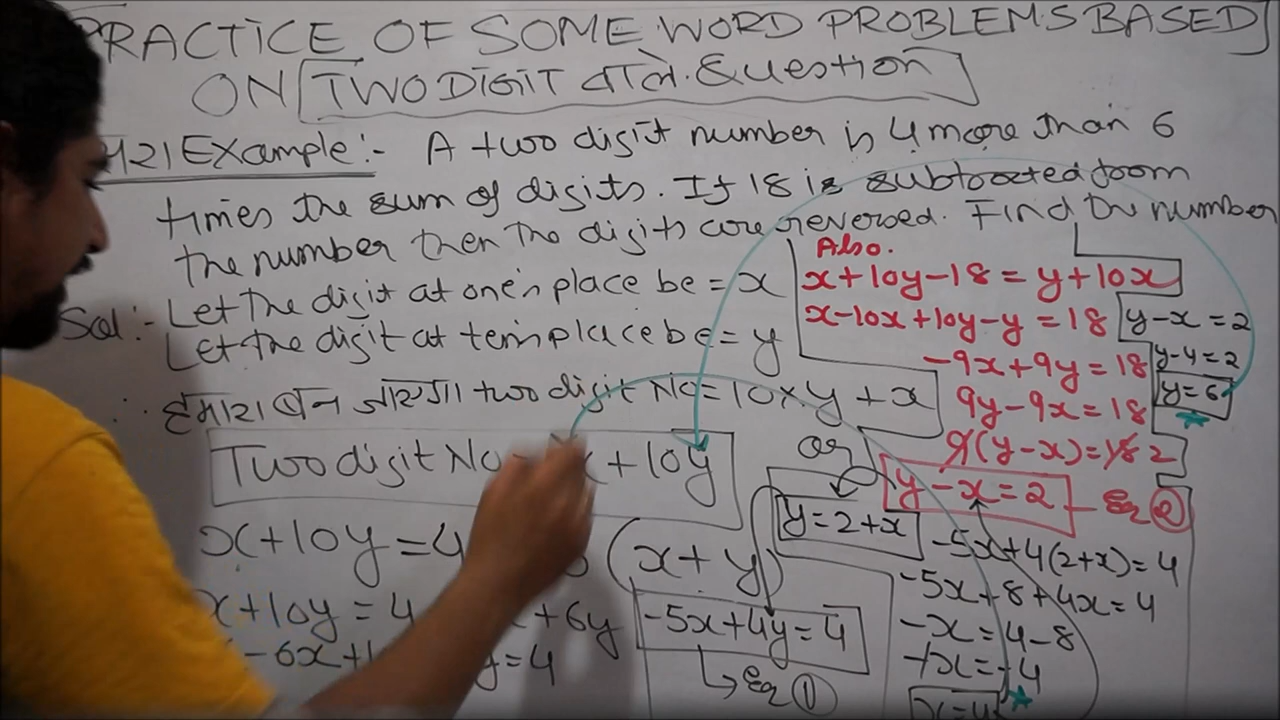 PRACTICE OF SOME WORD PROBLEMS BASED
ON TWO DIGIT वाले Question
Example:- A two digit number is 4 more than 6
times the sum of digits. If 18 is subtracted from
the number then the digits are reversed. Find the number
Sol:- Let the digit at one's place be = x
Let the digit at ten's place be = y
∴ हमारा बन जाएगा two digit No = 10×y + x
Two digit No = x + 10y
x+10y=4 (x+y)
x+10y=4 x+6y
-6x+1 y=4
-5x+4y=4
→ Eq ①
Also.
x+10y-18=y+10x
x-10x+10y-y=18
-9x+9y=18
9y-9x=18
9(y-x)=18 2
y-x=2 - Eq ②
or
y=2+x
y-x=2
y-4=2
y=6
-5x+4(2+x)=4
-5x+8+4x=4
-x=4-8
-x=-4
x=4